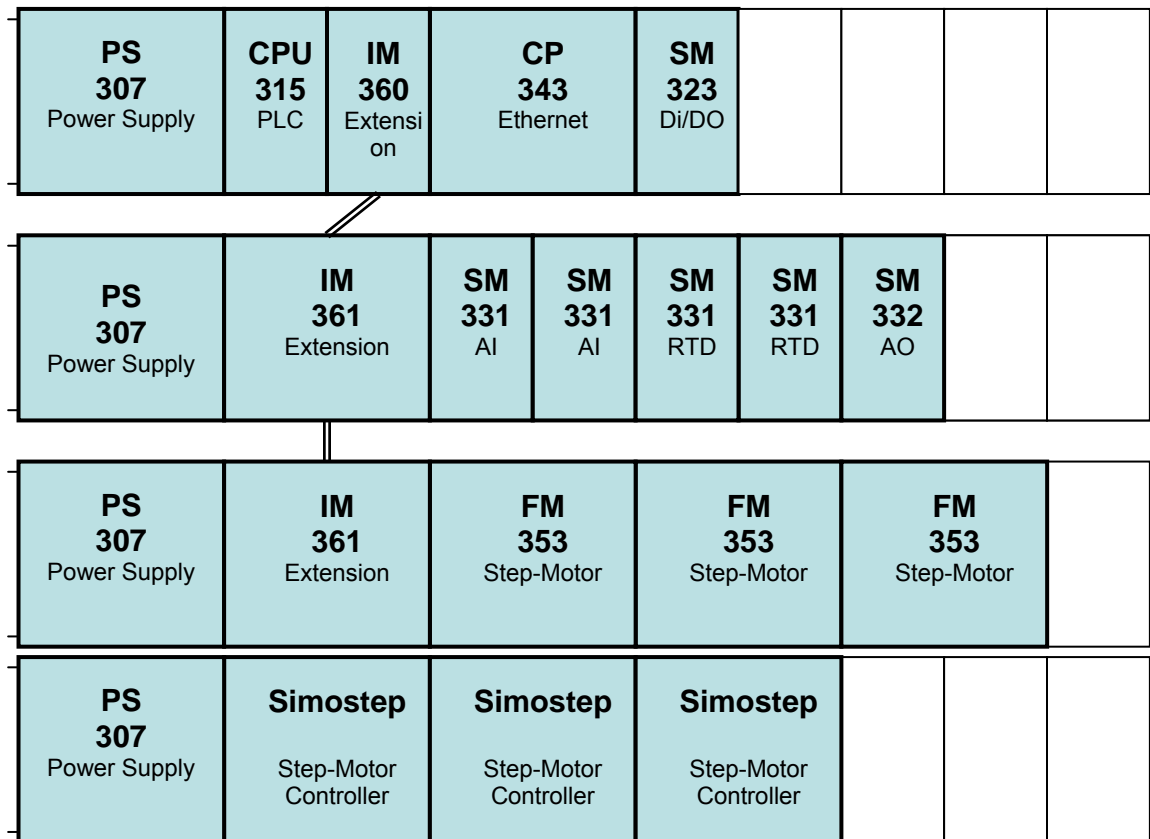 PS
307
Power Supply
CPU
315
PLC
IM
360
Extensi
on
CP
343
Ethernet
SM
323
Di/DO
PS
307
Power Supply
IM
361
Extension
SM
331
AI
SM
331
AI
SM
331
RTD
SM
331
RTD
SM
332
AO
PS
307
Power Supply
IM
361
Extension
FM
353
Step-Motor
FM
353
Step-Motor
FM
353
Step-Motor
PS
307
Power Supply
Simostep
Step-Motor
Controller
Simostep
Step-Motor
Controller
Simostep
Step-Motor
Controller